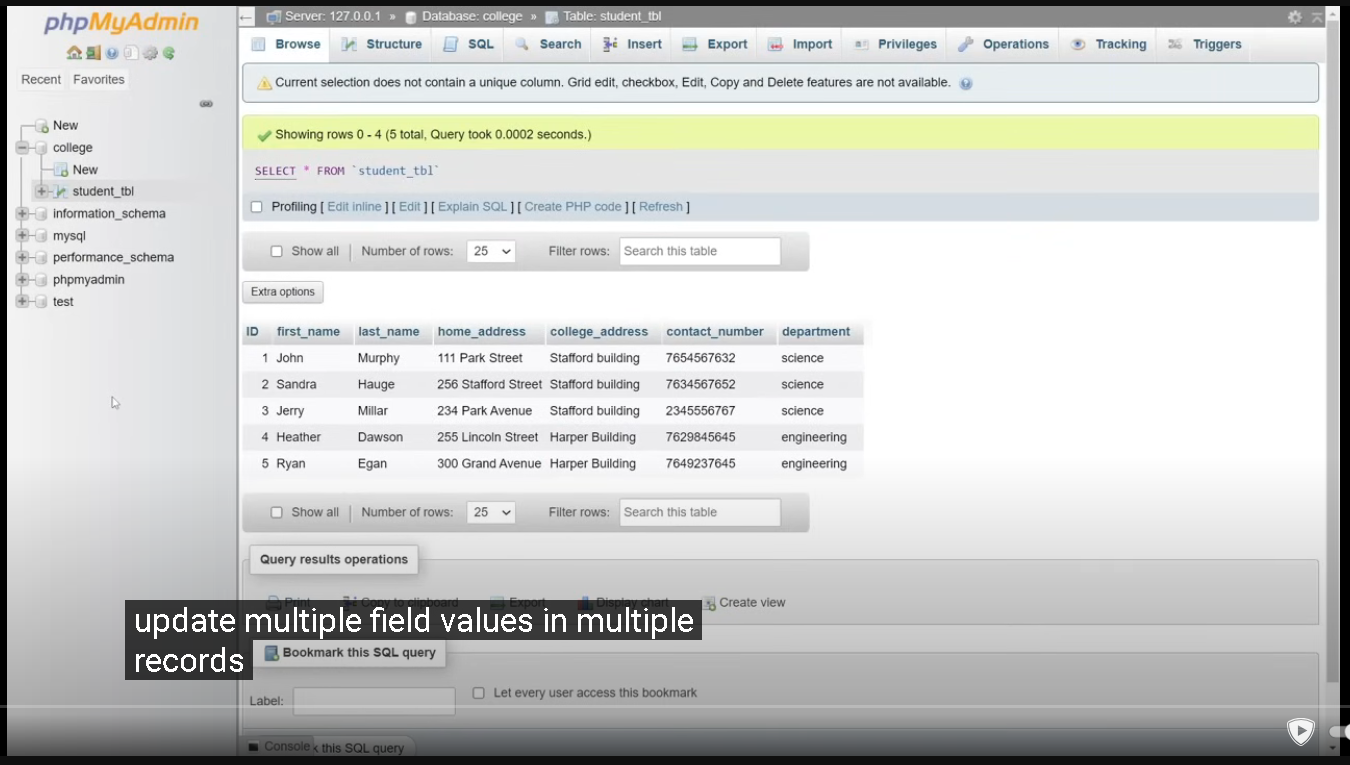 phpMyAdmin
Recent Favorites
New
college
New
student_tbl
information_schema
mysql
performance_schema
phpmyadmin
test
Server: 127.0.0.1 » Database: college » Table: student_tbl
Browse Structure SQL Search Insert Export Import Privileges Operations Tracking Triggers
Current selection does not contain a unique column. Grid edit, checkbox, Edit, Copy and Delete features are not available.
Showing rows 0 - 4 (5 total, Query took 0.0002 seconds.)
SELECT * FROM `student_tbl`
Profiling [ Edit inline ] [ Edit ] [ Explain SQL ] [ Create PHP code ] [ Refresh ]
Show all Number of rows: 25 Filter rows: Search this table
Extra options
ID first_name last_name home_address college_address contact_number department
1 John Murphy 111 Park Street Stafford building 7654567632 science
2 Sandra Hauge 256 Stafford Street Stafford building 7634567652 science
3 Jerry Millar 234 Park Avenue Stafford building 2345556767 science
4 Heather Dawson 255 Lincoln Street Harper Building 7629845645 engineering
5 Ryan Egan 300 Grand Avenue Harper Building 7649237645 engineering
Show all Number of rows: 25 Filter rows: Search this table
Query results operations
Print Copy to clipboard Export Display chart Create view
update multiple field values in multiple
records
Bookmark this SQL query
Label: Let every user access this bookmark
Console k this SQL query